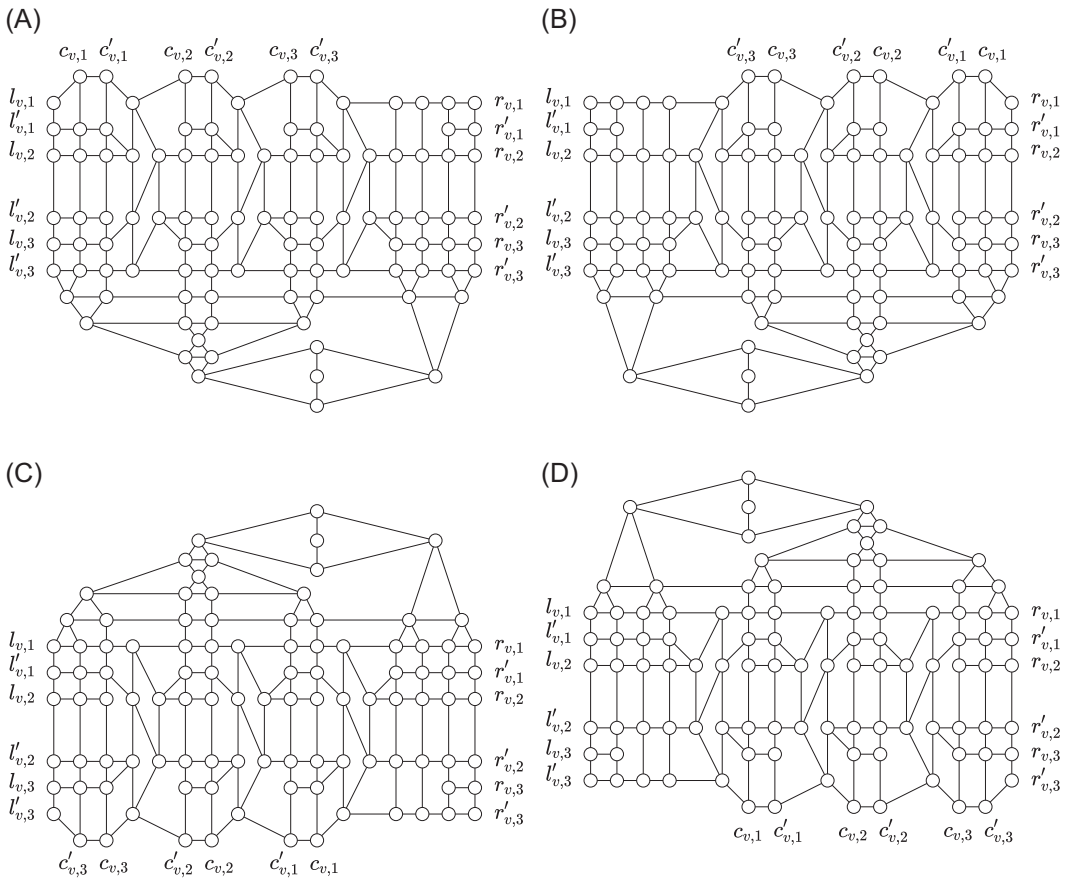 (A)
c_{v,1} c'_{v,1} c_{v,2} c'_{v,2} c_{v,3} c'_{v,3}
l_{v,1} r_{v,1}
l'_{v,1} r'_{v,1}
l_{v,2} r_{v,2}
l'_{v,2} r'_{v,2}
l_{v,3} r_{v,3}
l'_{v,3} r'_{v,3}
(B)
c'_{v,3} c_{v,3} c'_{v,2} c_{v,2} c'_{v,1} c_{v,1}
l_{v,1} r_{v,1}
l'_{v,1} r'_{v,1}
l_{v,2} r_{v,2}
l'_{v,2} r'_{v,2}
l_{v,3} r_{v,3}
l'_{v,3} r'_{v,3}
(C)
l_{v,1} r_{v,1}
l'_{v,1} r'_{v,1}
l_{v,2} r_{v,2}
l'_{v,2} r'_{v,2}
l_{v,3} r_{v,3}
l'_{v,3} r'_{v,3}
c'_{v,3} c_{v,3} c'_{v,2} c_{v,2} c'_{v,1} c_{v,1}
(D)
l_{v,1} r_{v,1}
l'_{v,1} r'_{v,1}
l_{v,2} r_{v,2}
l'_{v,2} r'_{v,2}
l_{v,3} r_{v,3}
l'_{v,3} r'_{v,3}
c_{v,1} c'_{v,1} c_{v,2} c'_{v,2} c_{v,3} c'_{v,3}